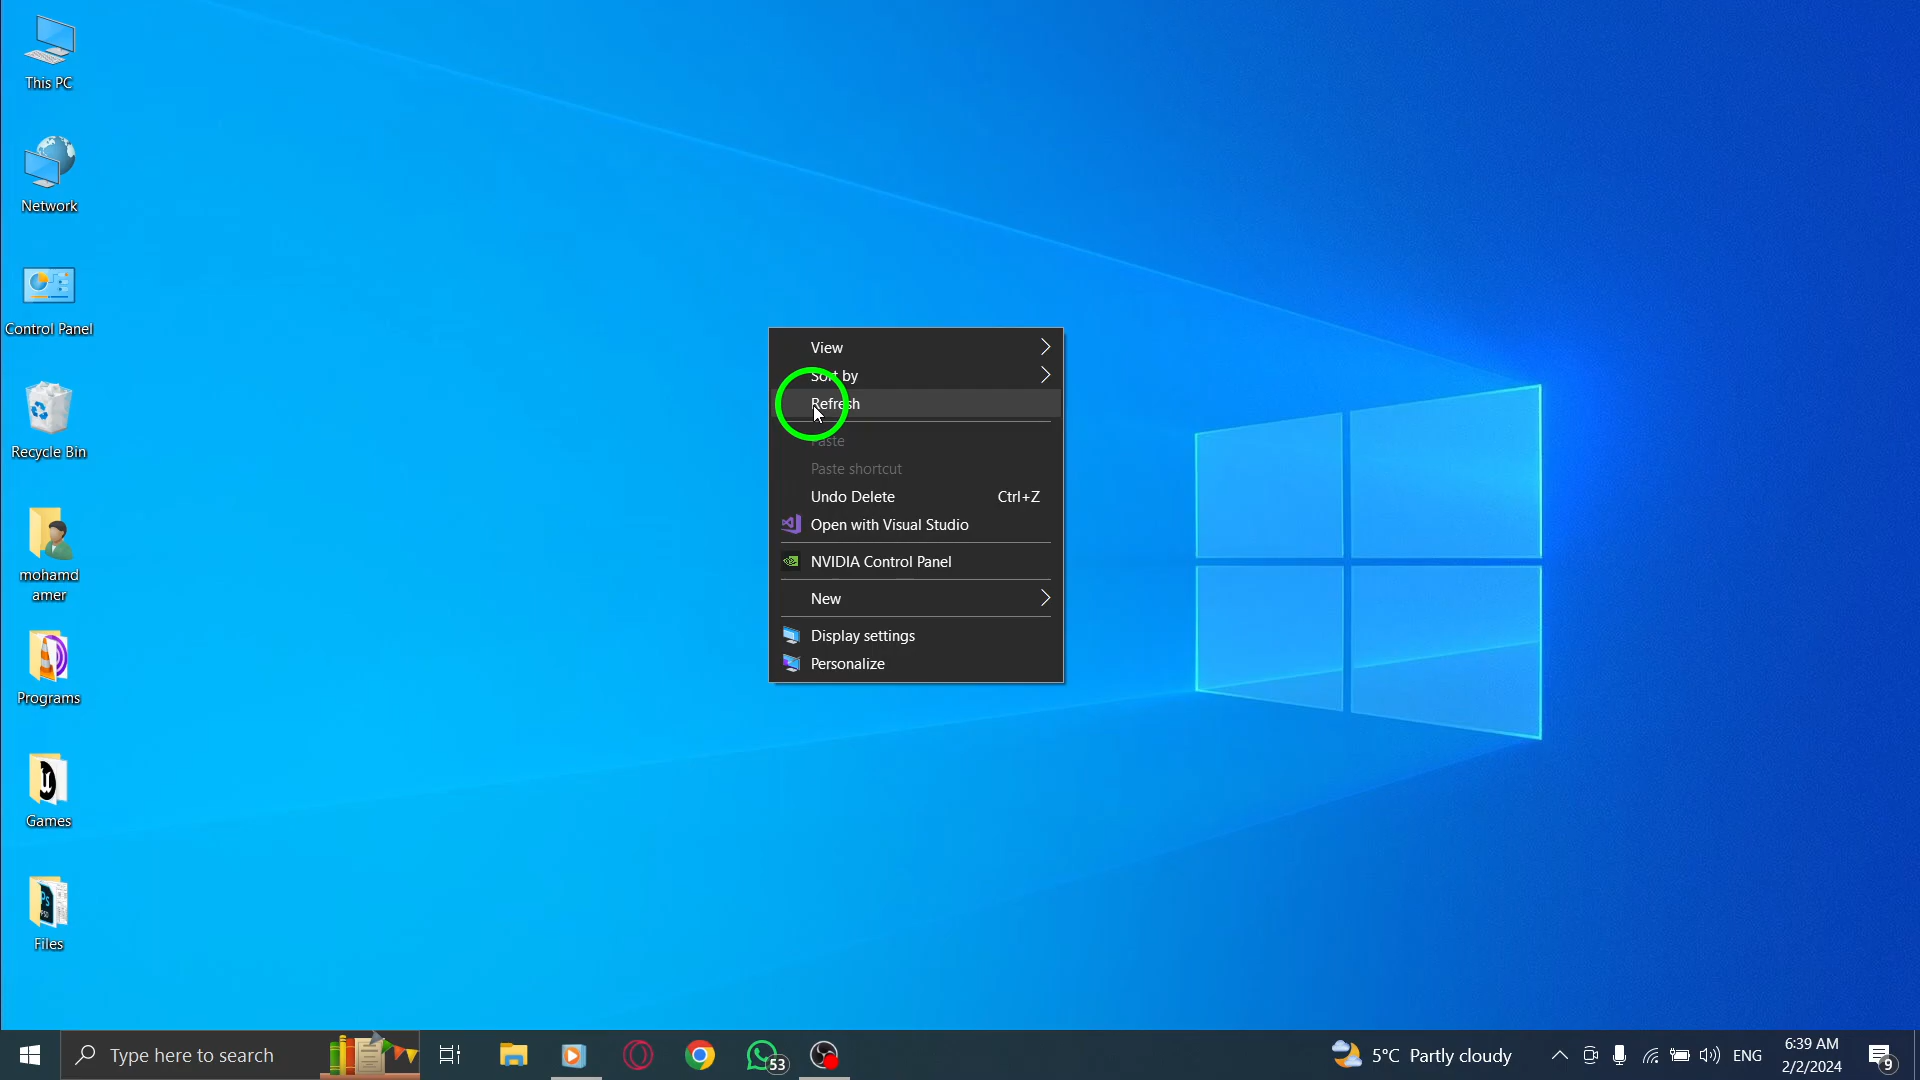 This PC
Network
Control Panel
Recycle Bin
mohamd
amer
Programs
Games
Files
View
Sort by
Refresh
Paste
Paste shortcut
Undo Delete Ctrl+Z
Open with Visual Studio
NVIDIA Control Panel
New
Display settings
Personalize
Type here to search
53
5°C Partly cloudy
ENG
6:39 AM
2/2/2024
9